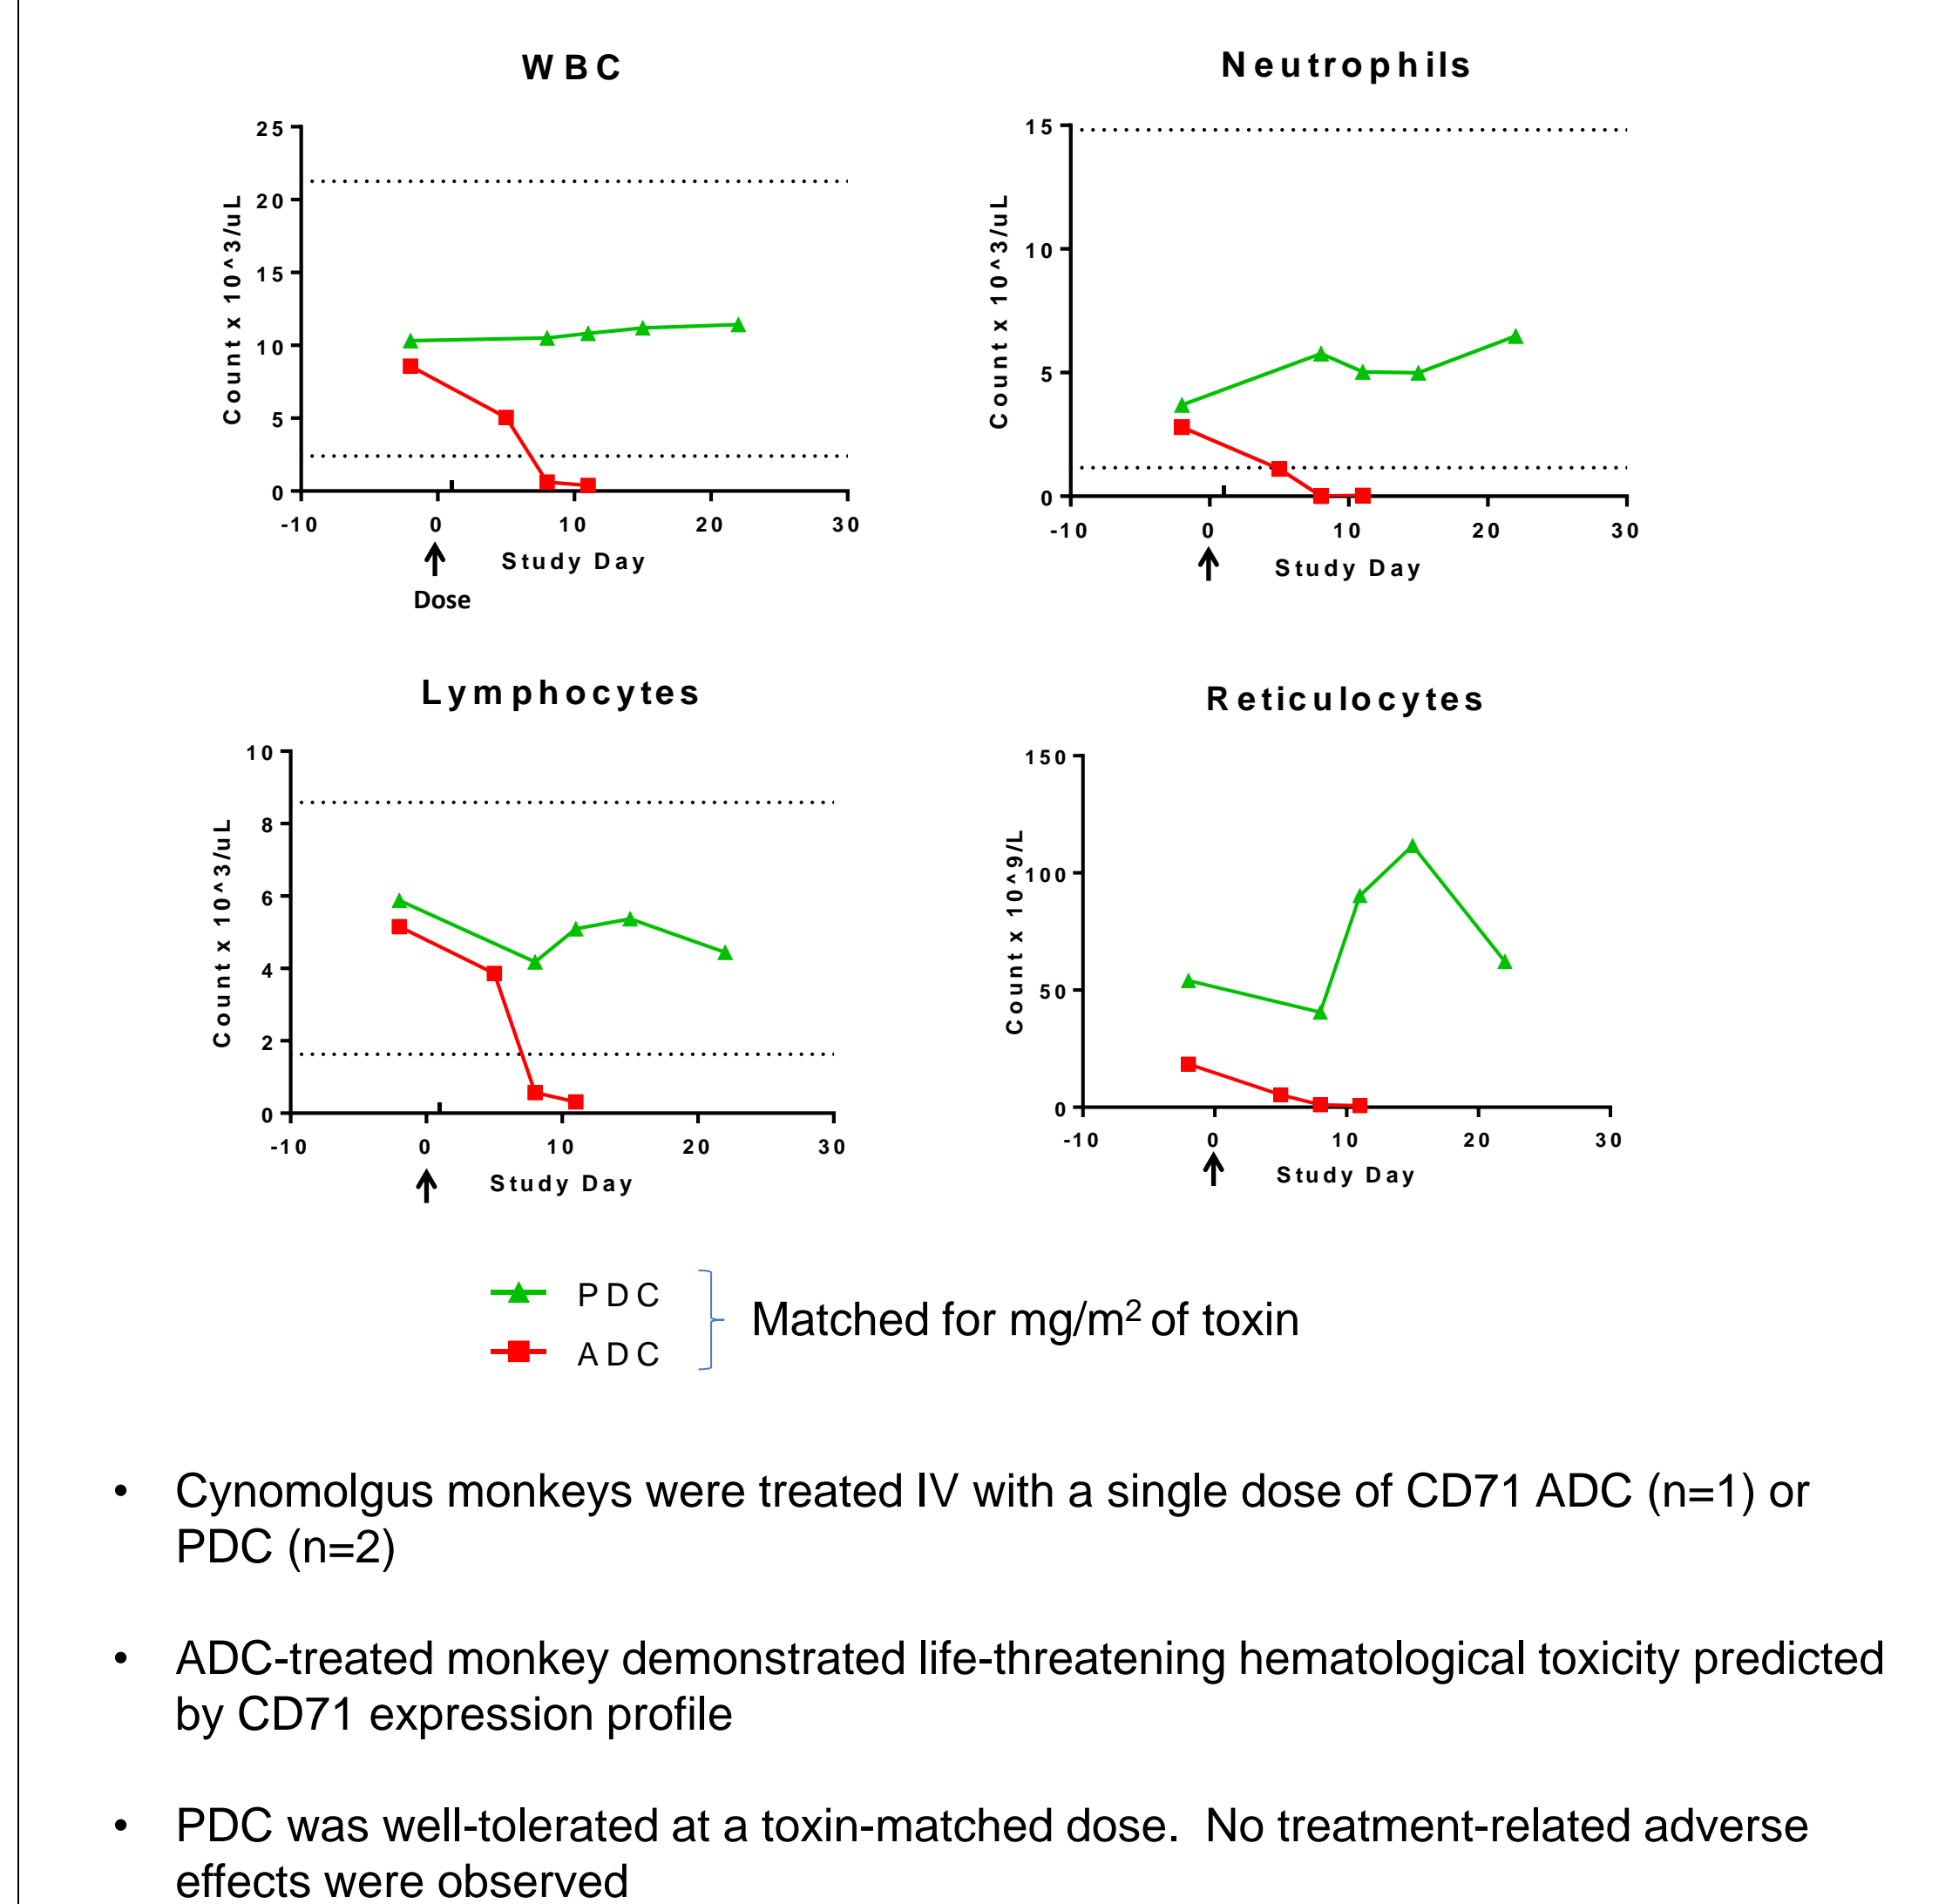 WBC
25
20
15
10
5
0
Count x 10^3/uL
-10 0 10 20 30
Study Day
Dose
Neutrophils
15
10
5
0
Count x 10^3/uL
-10 0 10 20 30
Study Day
Lymphocytes
10
8
6
4
2
0
Count x 10^3/uL
-10 0 10 20 30
Study Day
Reticulocytes
150
100
50
0
Count x 10^9/L
-10 0 10 20 30
Study Day
PDC
ADC
Matched for mg/m² of toxin
• Cynomolgus monkeys were treated IV with a single dose of CD71 ADC (n=1) or
PDC (n=2)
• ADC-treated monkey demonstrated life-threatening hematological toxicity predicted
by CD71 expression profile
• PDC was well-tolerated at a toxin-matched dose. No treatment-related adverse
effects were observed